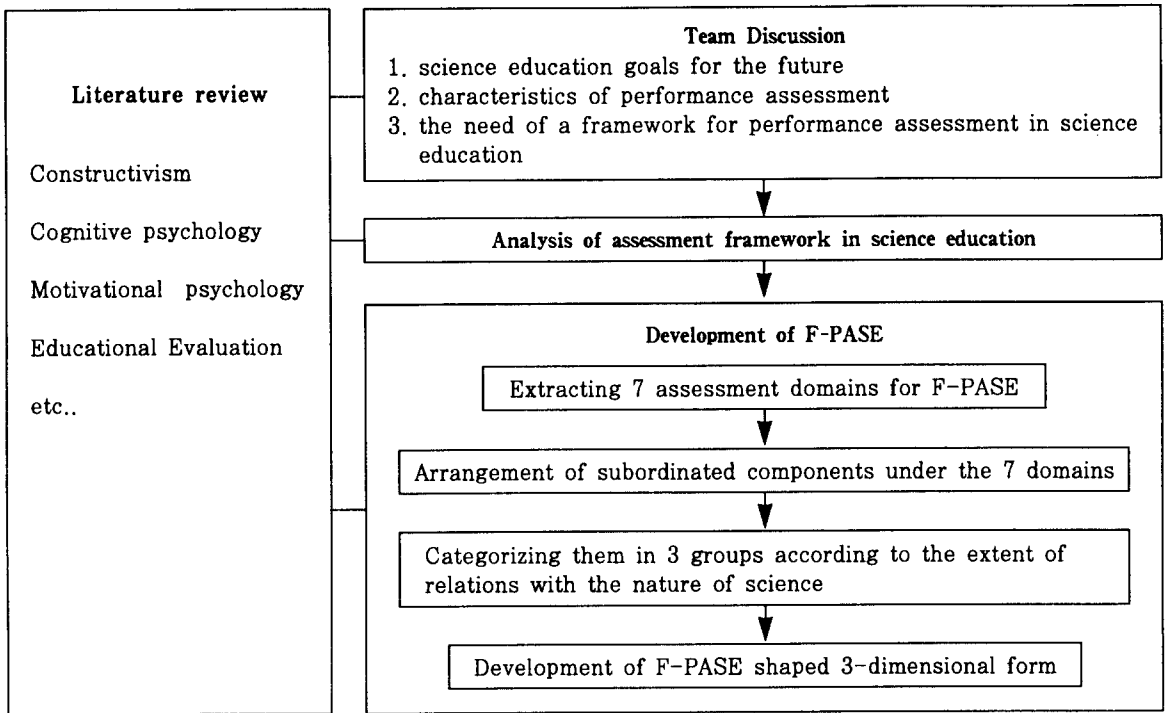 Literature review
Constructivism
Cognitive psychology
Motivational psychology
Educational Evaluation
etc..
Team Discussion
1. science education goals for the future
2. characteristics of performance assessment
3. the need of a framework for performance assessment in science
education
Analysis of assessment framework in science education
Development of F-PASE
Extracting 7 assessment domains for F-PASE
Arrangement of subordinated components under the 7 domains
Categorizing them in 3 groups according to the extent of
relations with the nature of science
Development of F-PASE shaped 3-dimensional form